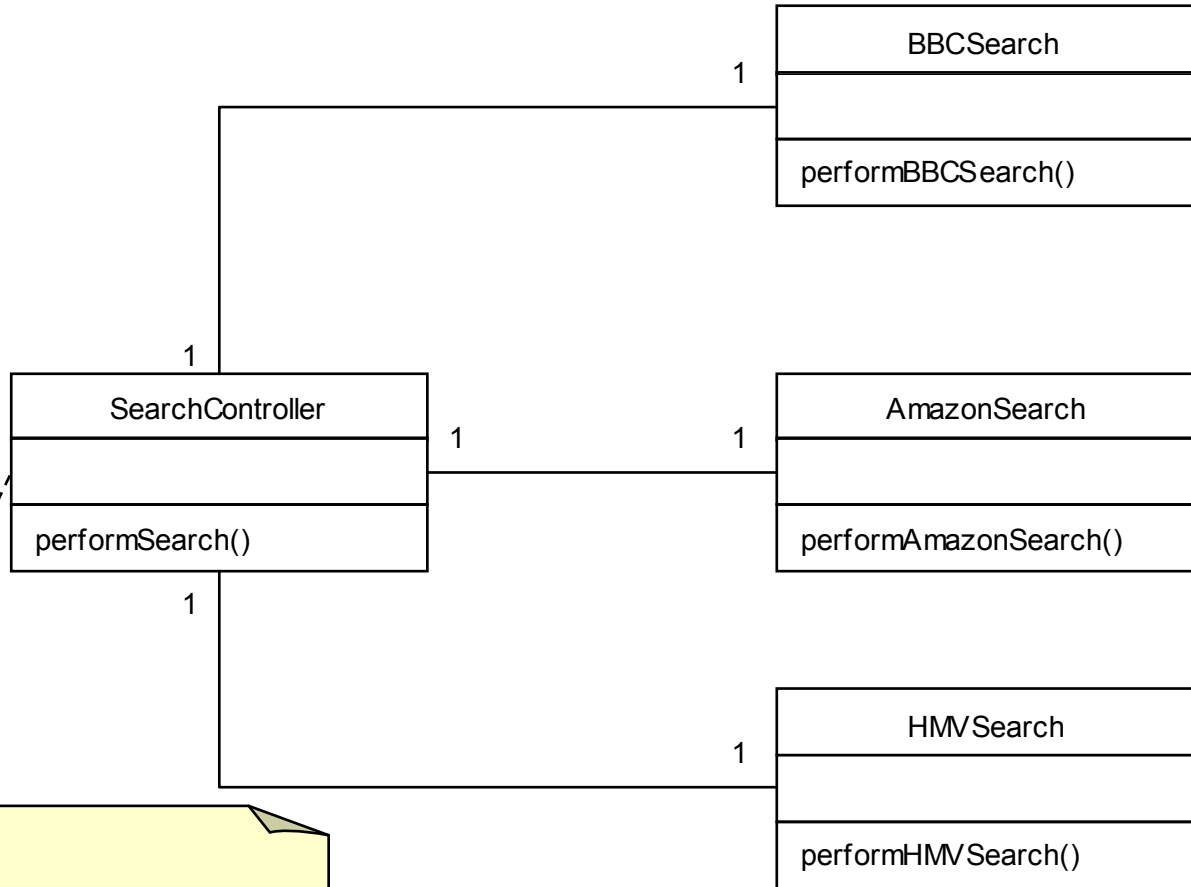 BBCSearch
1
performBBCSearch()
1
SearchController
1
1
AmazonSearch
performSearch()
performAmazonSearch()
1
HMVSearch
1
performHMVSearch()